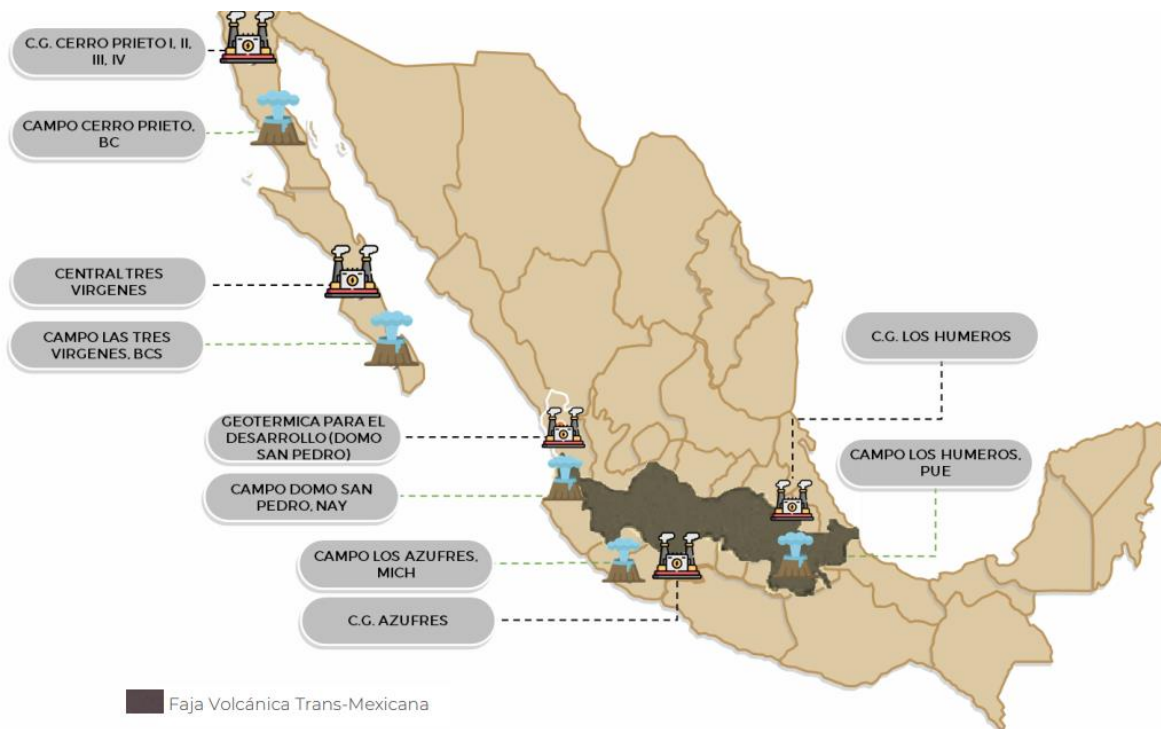 C.G. CERRO PRIETO I, II,
III, IV
CAMPO CERRO PRIETO,
BC
CENTRAL TRES
VIRGENES
CAMPO LAS TRES
VIRGENES, BCS
C.G. LOS HUMEROS
GEOTERMICA PARA EL
DESARROLLO (DOMO
SAN PEDRO)
CAMPO LOS HUMEROS,
PUE
CAMPO DOMO SAN
PEDRO, NAY
CAMPO LOS AZUFRES,
MICH
C.G. AZUFRES
Faja Volcánica Trans-Mexicana